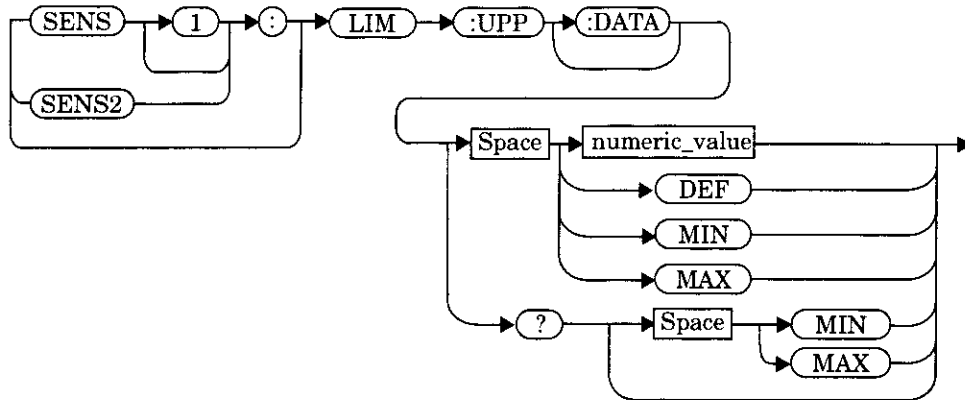 SENS 1 : LIM :UPP :DATA
SENS2
Space numeric_value
DEF
MIN
MAX
? Space MIN
MAX